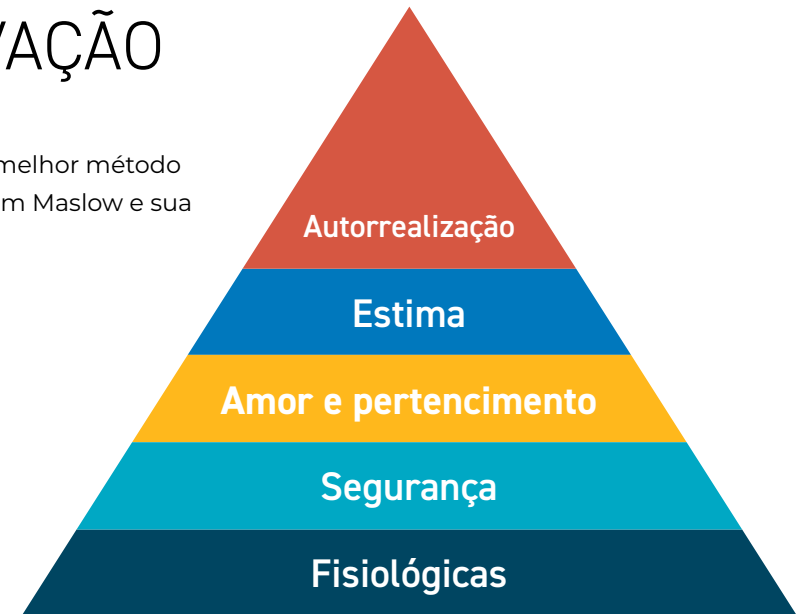 VAÇÃO
melhor método
m Maslow e sua
Autorrealização
Estima
Amor e pertencimento
Segurança
Fisiológicas